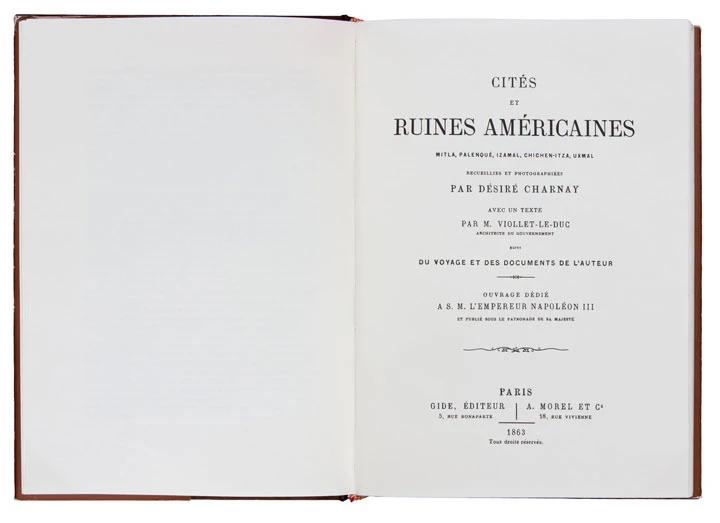 CITÉS
ET
RUINES AMÉRICAINES
MITLA, PALENQUÉ, IZAMAL, CHICHEN-ITZA, UXMAL
RECUEILLIES ET PHOTOGRAPHIÉES
PAR DÉSIRÉ CHARNAY
AVEC UN TEXTE
PAR M. VIOLLET-LE-DUC
ARCHITECTE DU GOUVERNEMENT
SUIVI
DU VOYAGE ET DES DOCUMENTS DE L'AUTEUR
OUVRAGE DÉDIÉ
A S. M. L'EMPEREUR NAPOLÉON III
ET PUBLIÉ SOUS LE PATRONAGE DE SA MAJESTÉ
PARIS
GIDE, ÉDITEUR
5, RUE BONAPARTE
A. MOREL ET Cᵉ
18, RUE VIVIENNE
1863
Tous droits réservés.